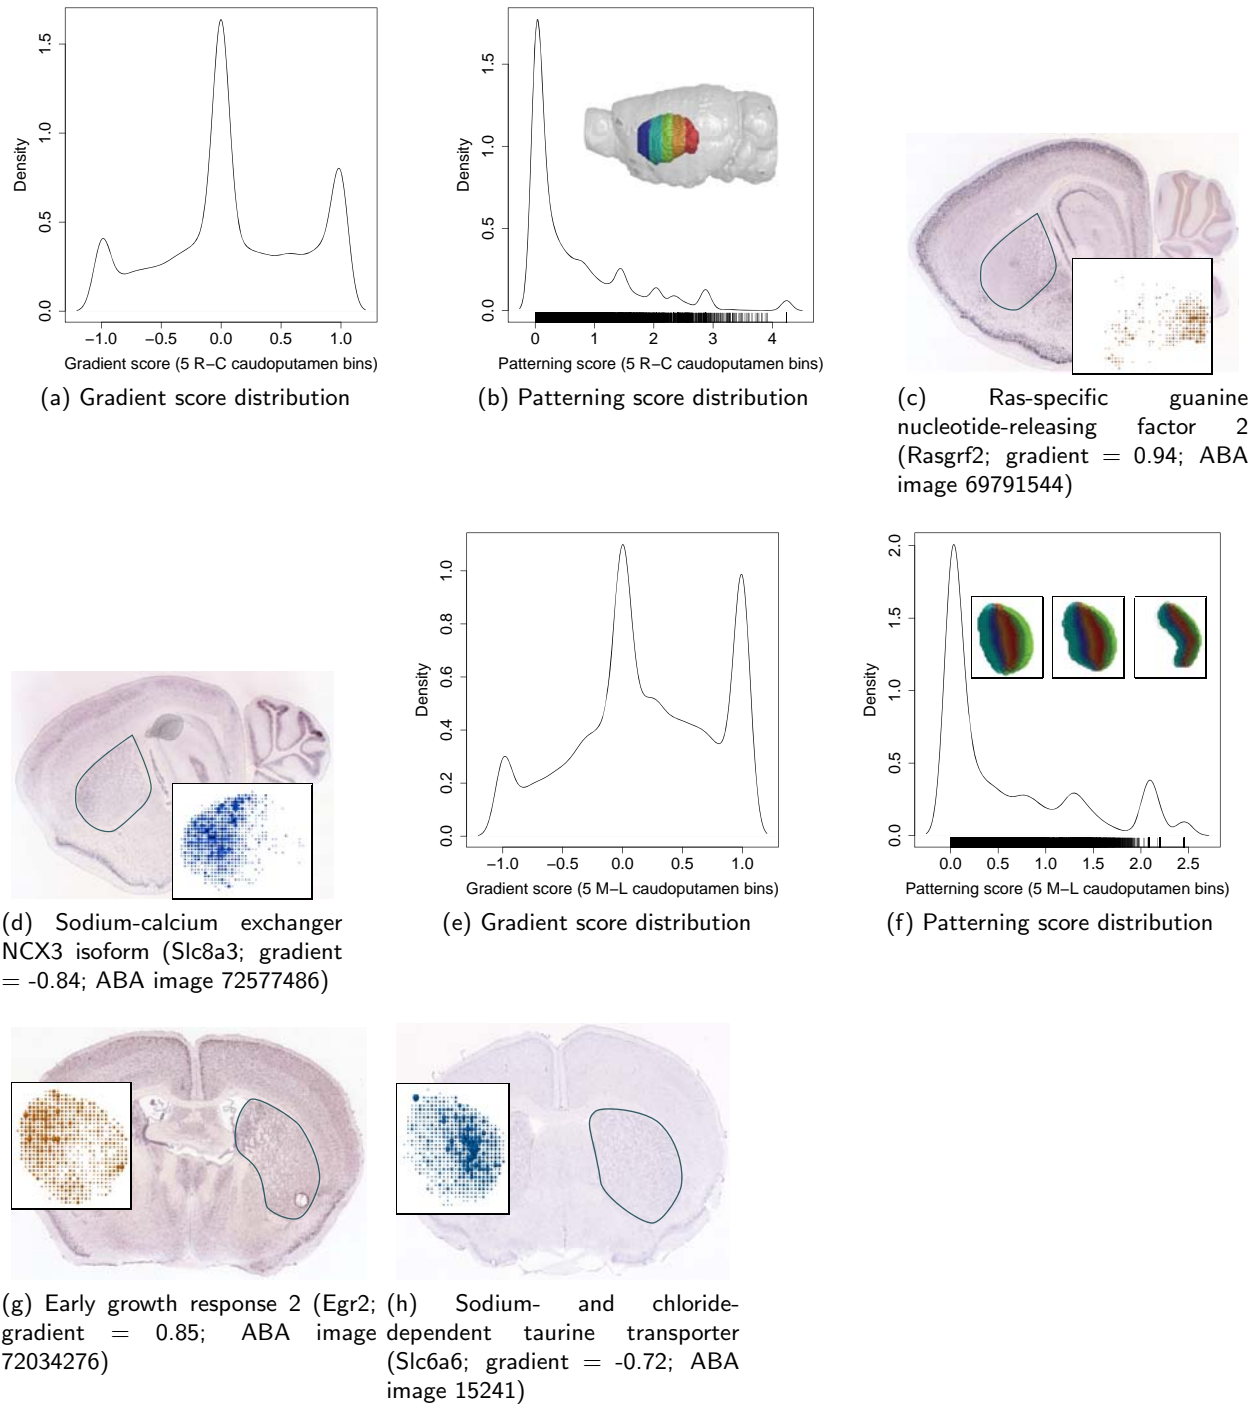 1.5
1.0
0.5
0.0
Density
−1.0 −0.5 0.0 0.5 1.0
Gradient score (5 R−C caudoputamen bins)
(a) Gradient score distribution
1.5
1.0
0.5
0.0
Density
0 1 2 3 4
Patterning score (5 R−C caudoputamen bins)
(b) Patterning score distribution
(c) Ras-specific guanine
nucleotide-releasing factor 2
(Rasgrf2; gradient = 0.94; ABA
image 69791544)
(d) Sodium-calcium exchanger
NCX3 isoform (Slc8a3; gradient
= -0.84; ABA image 72577486)
1.0
0.8
0.6
0.4
0.2
0.0
Density
−1.0 −0.5 0.0 0.5 1.0
Gradient score (5 M−L caudoputamen bins)
(e) Gradient score distribution
2.0
1.5
1.0
0.5
0.0
Density
0.0 0.5 1.0 1.5 2.0 2.5
Patterning score (5 M−L caudoputamen bins)
(f) Patterning score distribution
(g) Early growth response 2 (Egr2;
gradient = 0.85; ABA image
72034276)
(h) Sodium- and chloride-
dependent taurine transporter
(Slc6a6; gradient = -0.72; ABA
image 15241)